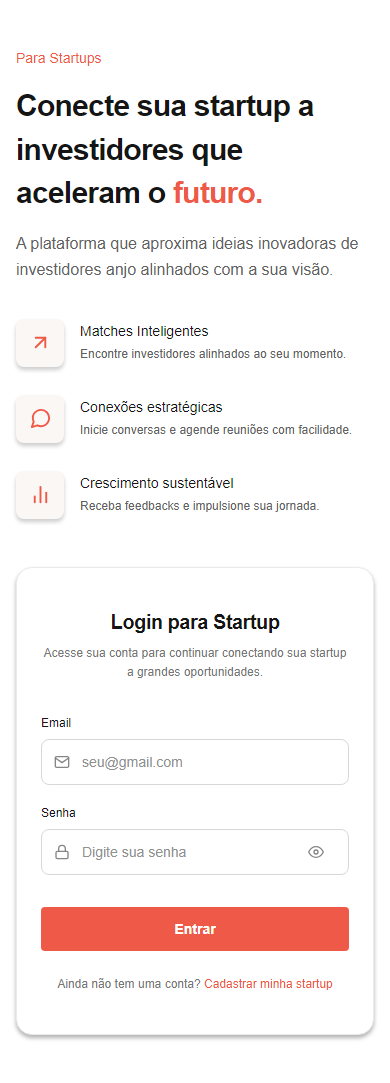 Para Startups
Conecte sua startup a
investidores que
aceleram o futuro.
A plataforma que aproxima ideias inovadoras de
investidores anjo alinhados com a sua visão.
Matches Inteligentes
Encontre investidores alinhados ao seu momento.
Conexões estratégicas
Inicie conversas e agende reuniões com facilidade.
Crescimento sustentável
Receba feedbacks e impulsione sua jornada.
Login para Startup
Acesse sua conta para continuar conectando sua startup
a grandes oportunidades.
Email
seu@gmail.com
Senha
Digite sua senha
Entrar
Ainda não tem uma conta? Cadastrar minha startup